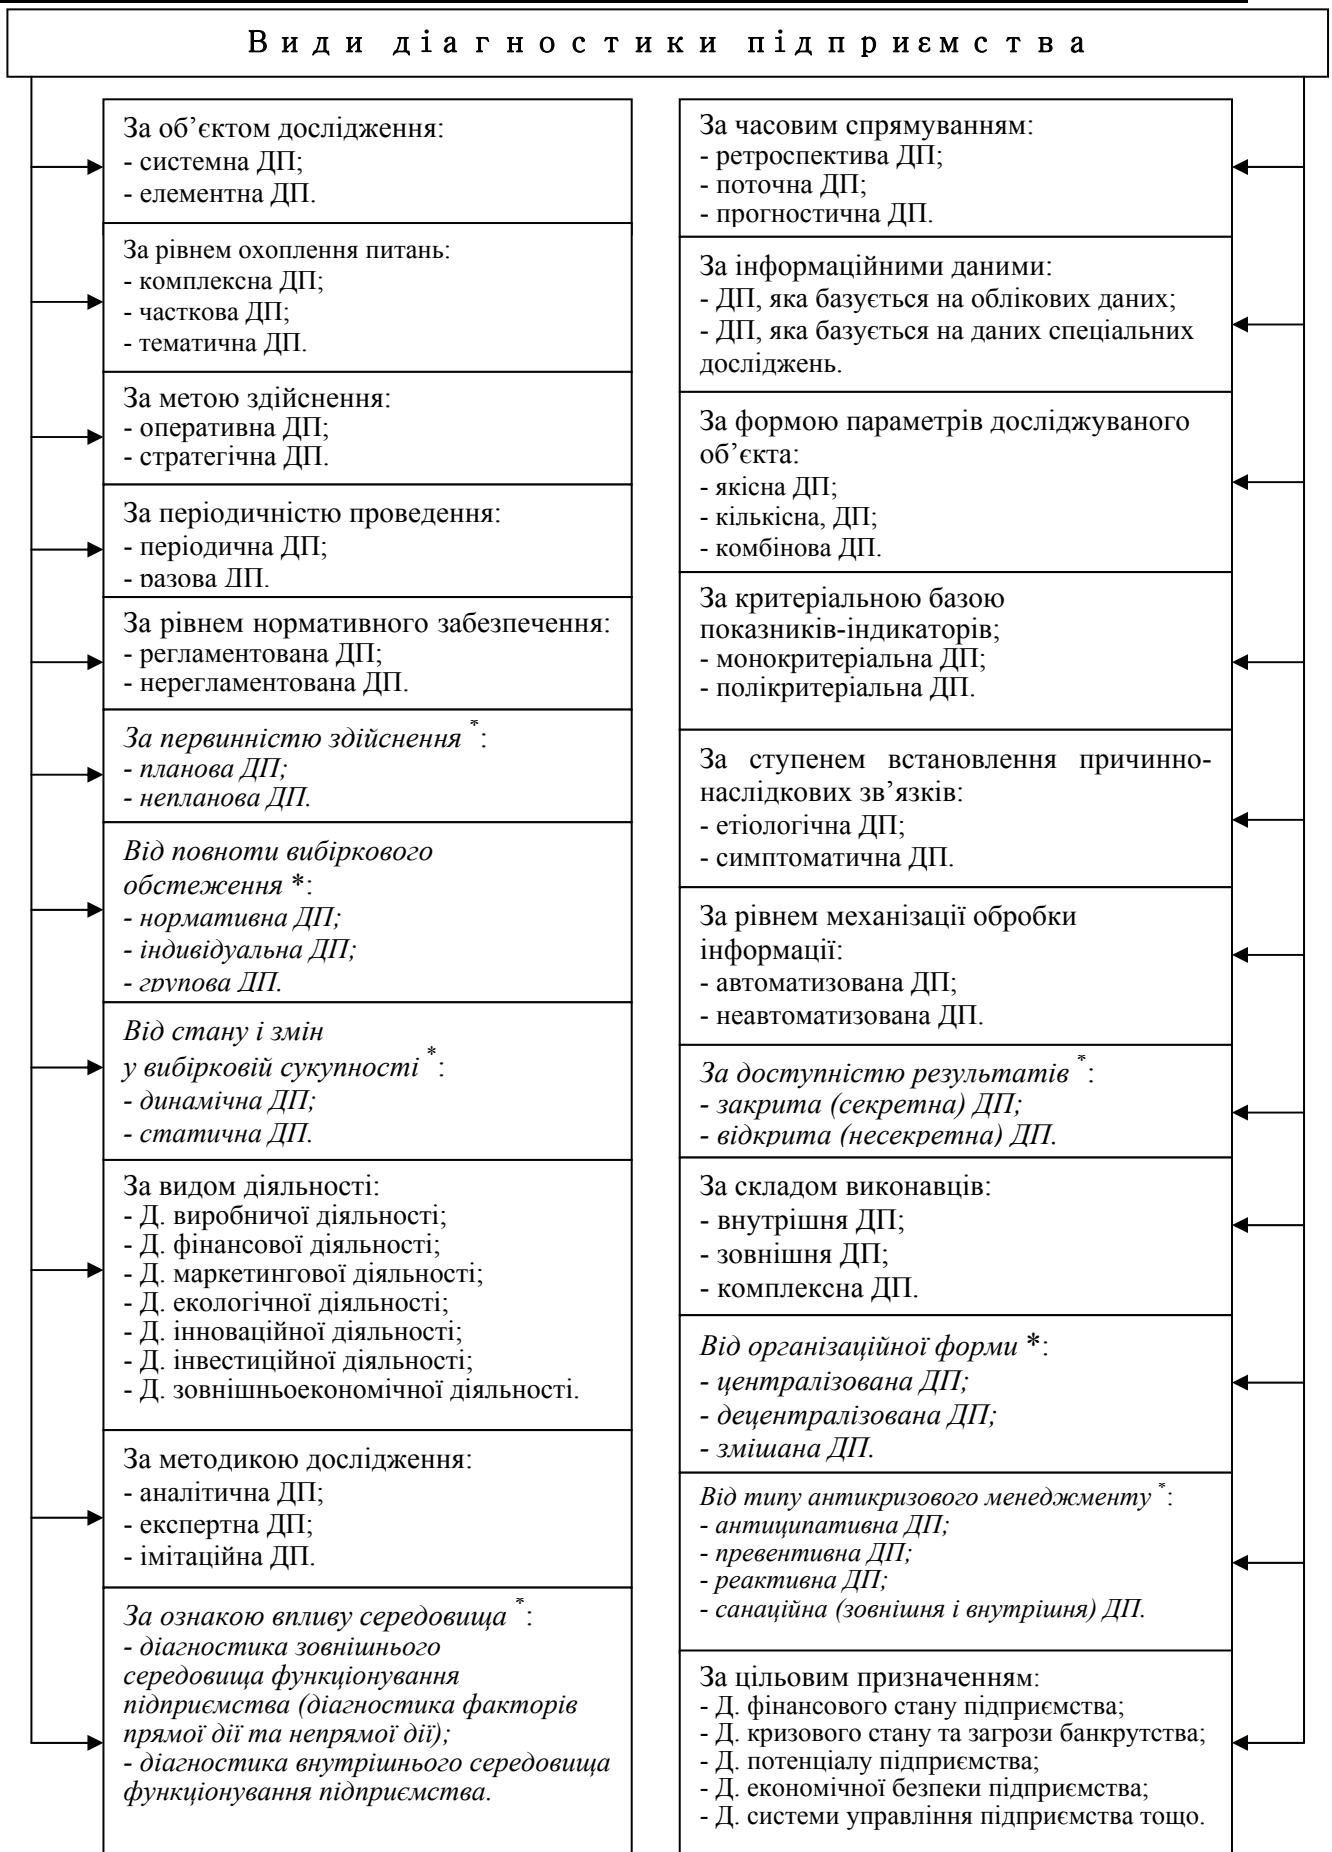 Види діагностики підприємства
За об’єктом дослідження:
- системна ДП;
- елементна ДП.
За рівнем охоплення питань:
- комплексна ДП;
- часткова ДП;
- тематична ДП.
За метою здійснення:
- оперативна ДП;
- стратегічна ДП.
За періодичністю проведення:
- періодична ДП;
- разова ДП.
За рівнем нормативного забезпечення:
- регламентована ДП;
- нерегламентована ДП.
За первинністю здійснення *:
- планова ДП;
- непланова ДП.
Від повноти вибіркового
обстеження *:
- нормативна ДП;
- індивідуальна ДП;
- групова ДП.
Від стану і змін
у вибірковій сукупності *:
- динамічна ДП;
- статична ДП.
За видом діяльності:
- Д. виробничої діяльності;
- Д. фінансової діяльності;
- Д. маркетингової діяльності;
- Д. екологічної діяльності;
- Д. інноваційної діяльності;
- Д. інвестиційної діяльності;
- Д. зовнішньоекономічної діяльності.
За методикою дослідження:
- аналітична ДП;
- експертна ДП;
- імітаційна ДП.
За ознакою впливу середовища *:
- діагностика зовнішнього
середовища функціонування
підприємства (діагностика факторів
прямої дії та непрямої дії);
- діагностика внутрішнього середовища
функціонування підприємства.
За часовим спрямуванням:
- ретроспектива ДП;
- поточна ДП;
- прогностична ДП.
За інформаційними даними:
- ДП, яка базується на облікових даних;
- ДП, яка базується на даних спеціальних
досліджень.
За формою параметрів досліджуваного
об’єкта:
- якісна ДП;
- кількісна, ДП;
- комбінова ДП.
За критеріальною базою
показників-індикаторів;
- монокритеріальна ДП;
- полікритеріальна ДП.
За ступенем встановлення причинно-
наслідкових зв’язків:
- етіологічна ДП;
- симптоматична ДП.
За рівнем механізації обробки
інформації:
- автоматизована ДП;
- неавтоматизована ДП.
За доступністю результатів *:
- закрита (секретна) ДП;
- відкрита (несекретна) ДП.
За складом виконавців:
- внутрішня ДП;
- зовнішня ДП;
- комплексна ДП.
Від організаційної форми *:
- централізована ДП;
- децентралізована ДП;
- змішана ДП.
Від типу антикризового менеджменту *:
- антиципативна ДП;
- превентивна ДП;
- реактивна ДП;
- санаційна (зовнішня і внутрішня) ДП.
За цільовим призначенням:
- Д. фінансового стану підприємства;
- Д. кризового стану та загрози банкрутства;
- Д. потенціалу підприємства;
- Д. економічної безпеки підприємства;
- Д. системи управління підприємства тощо.